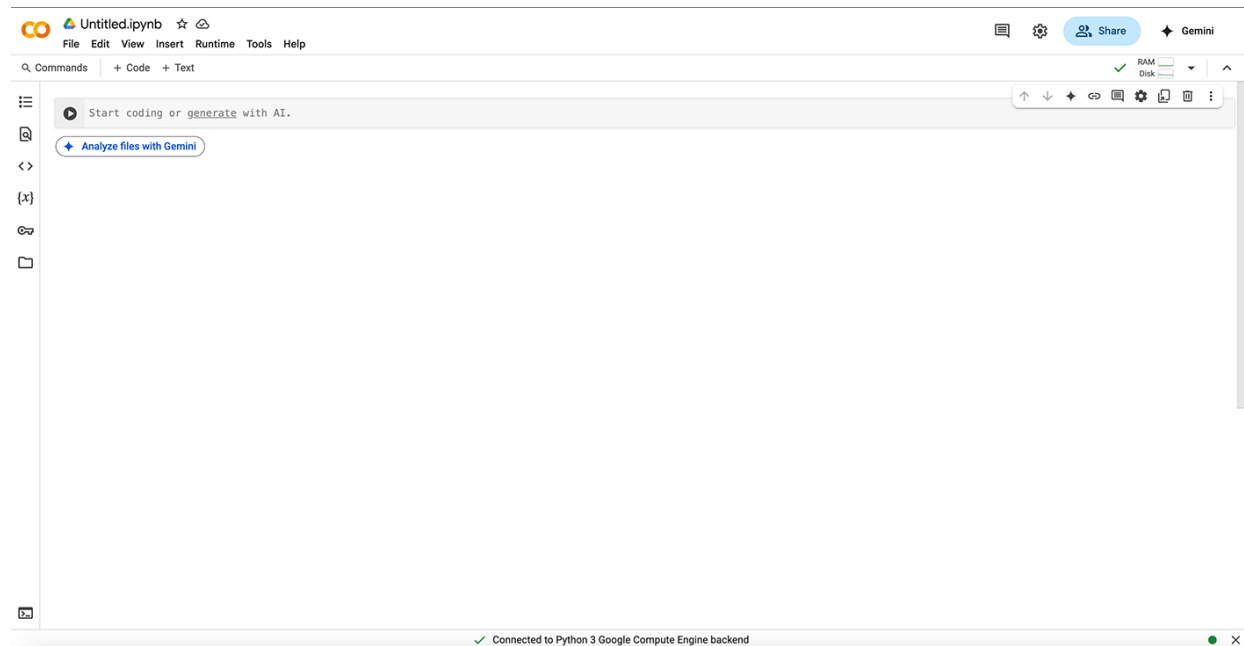 Untitled.ipynb
File Edit View Insert Runtime Tools Help
Share
Gemini
Commands + Code + Text
RAM
Disk
Start coding or generate with AI.
Analyze files with Gemini
{x}
Connected to Python 3 Google Compute Engine backend